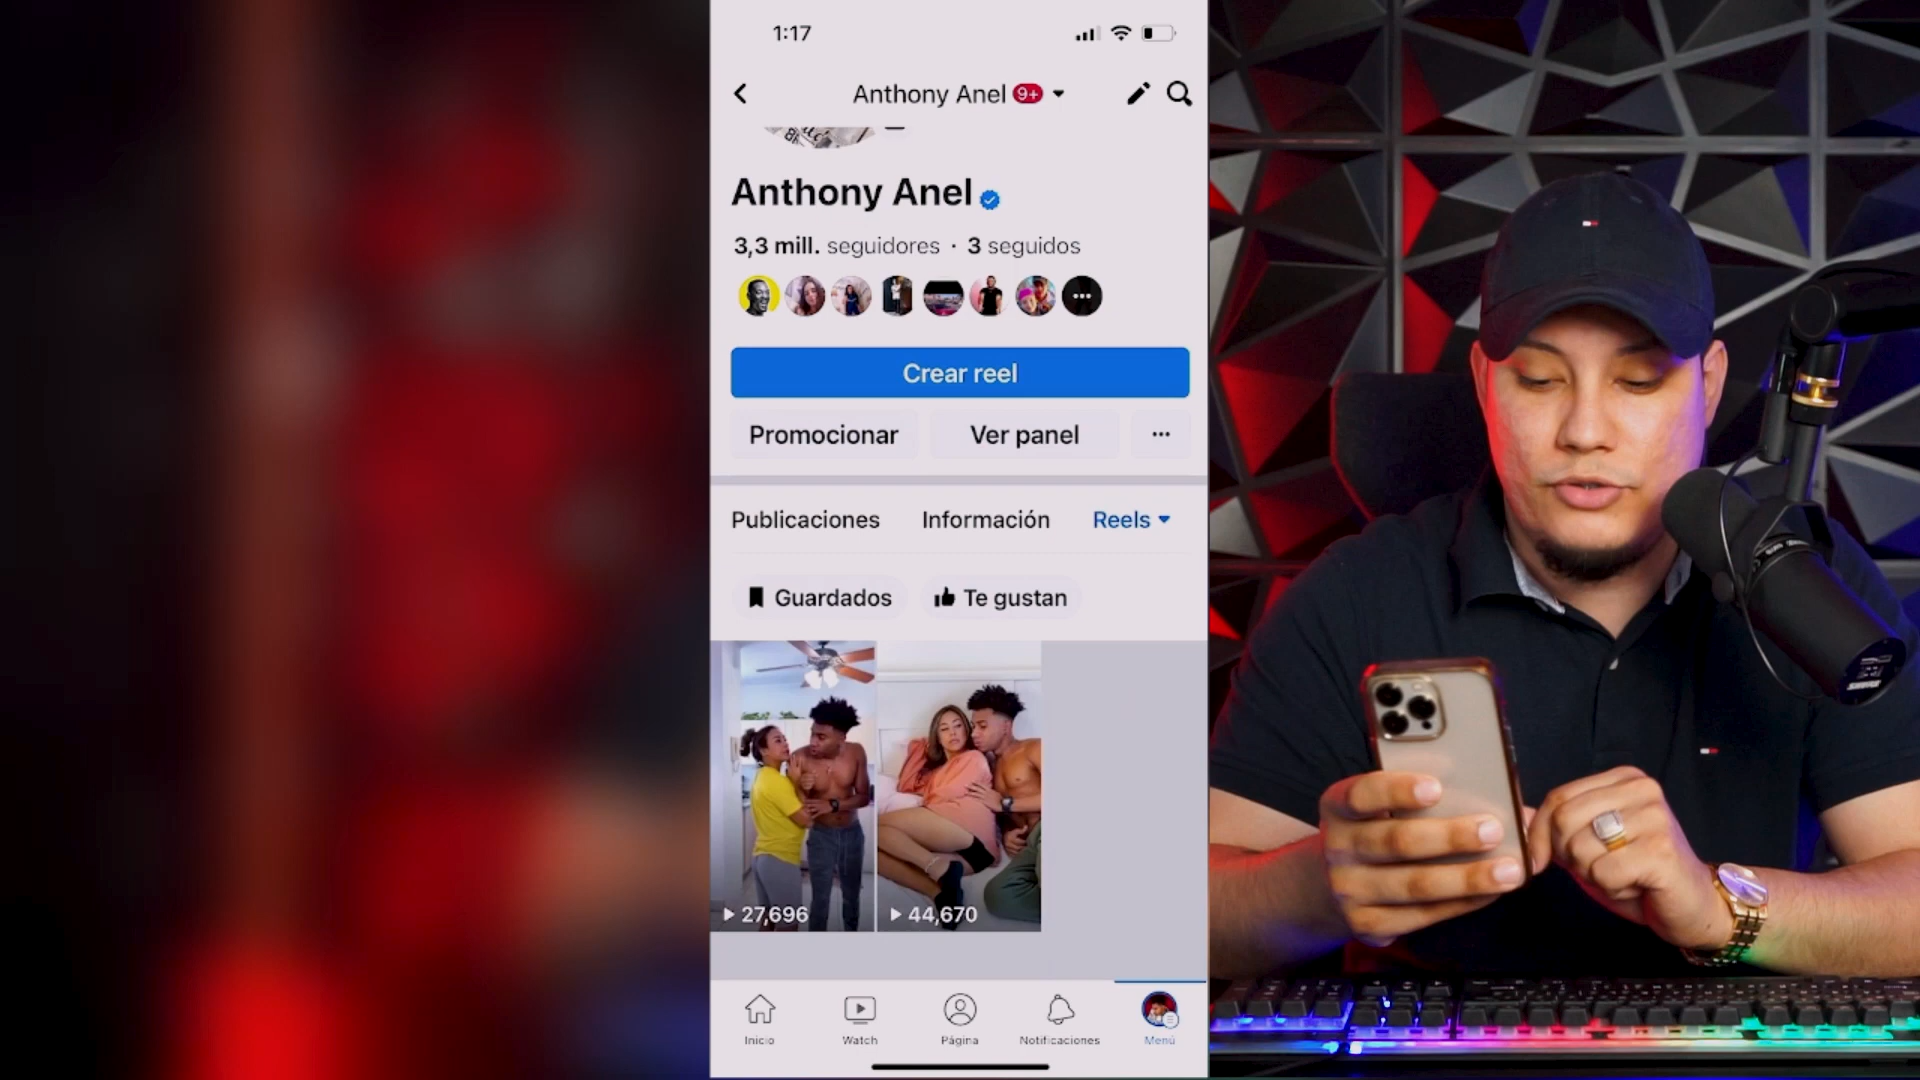 1:17
Anthony Anel 9+
Anthony Anel
3,3 mill. seguidores · 3 seguidos
Crear reel
Promocionar
Ver panel
Publicaciones
Información
Reels
Guardados
Te gustan
27,696
44,670
Inicio
Watch
Página
Notificaciones
Menú
SHURE